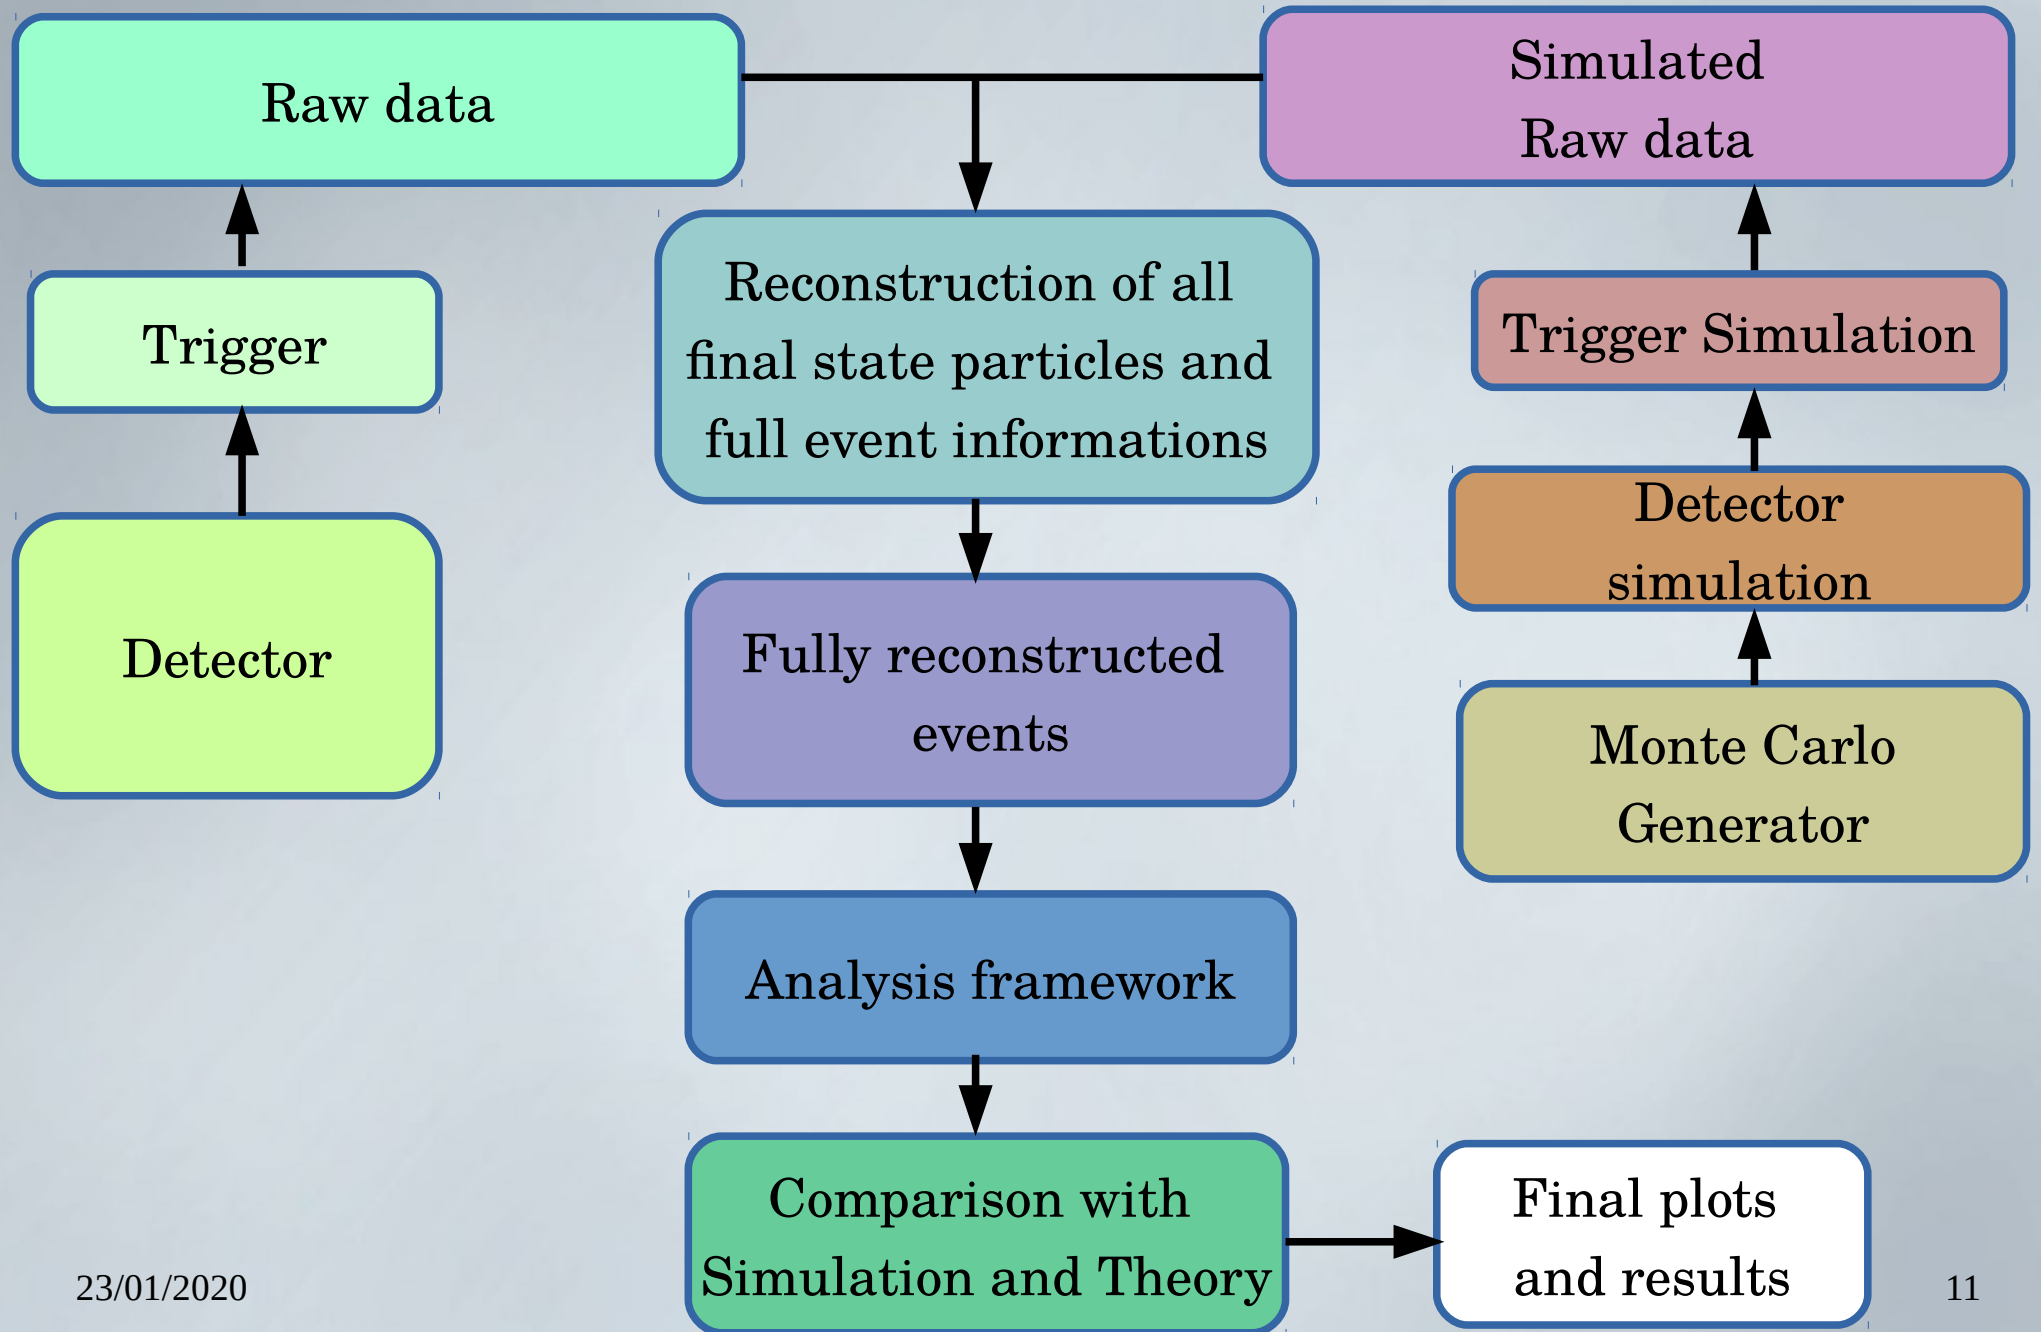 Raw data
Simulated
Raw data
Trigger
Reconstruction of all
final state particles and
full event informations
Trigger Simulation
Detector
Detector
simulation
Fully reconstructed
events
Monte Carlo
Generator
Analysis framework
Comparison with
Simulation and Theory
Final plots
and results
23/01/2020
11